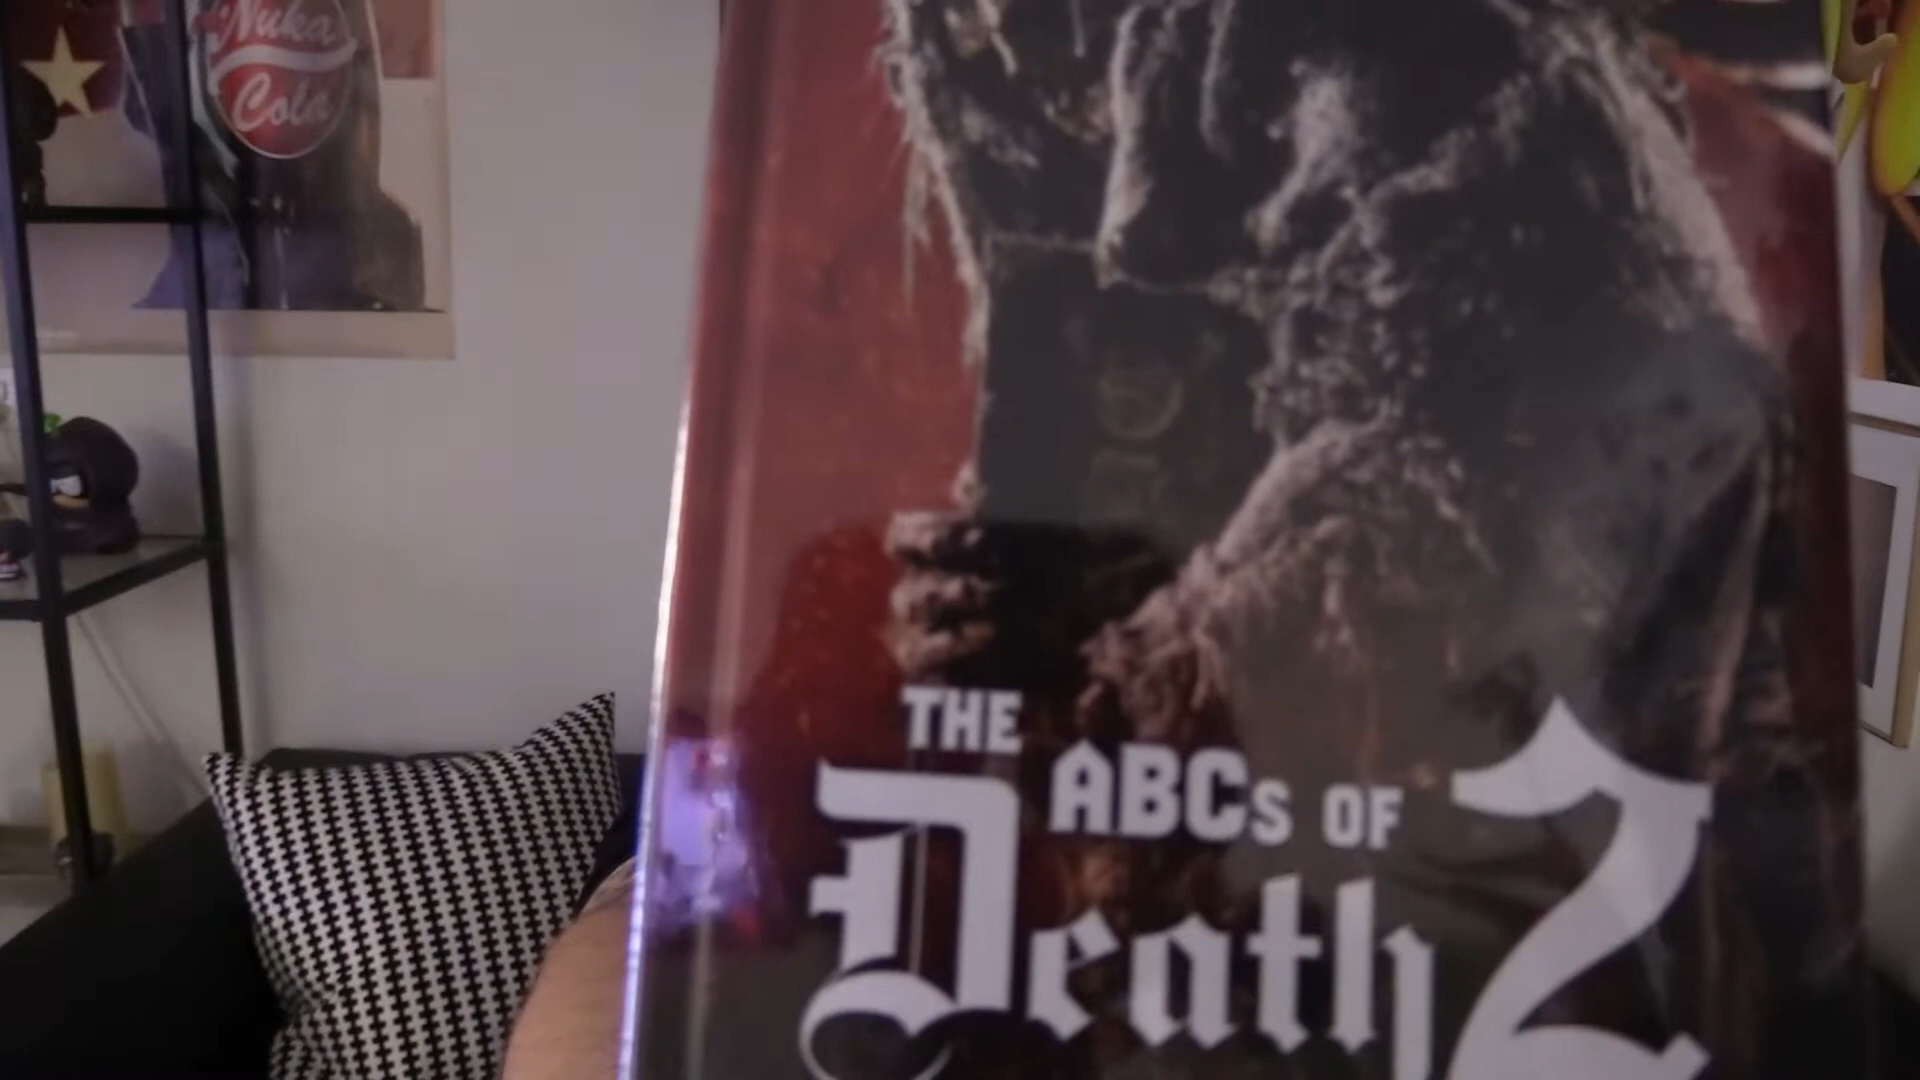 Nuka
Cola
THE
ABCs OF
Death 2